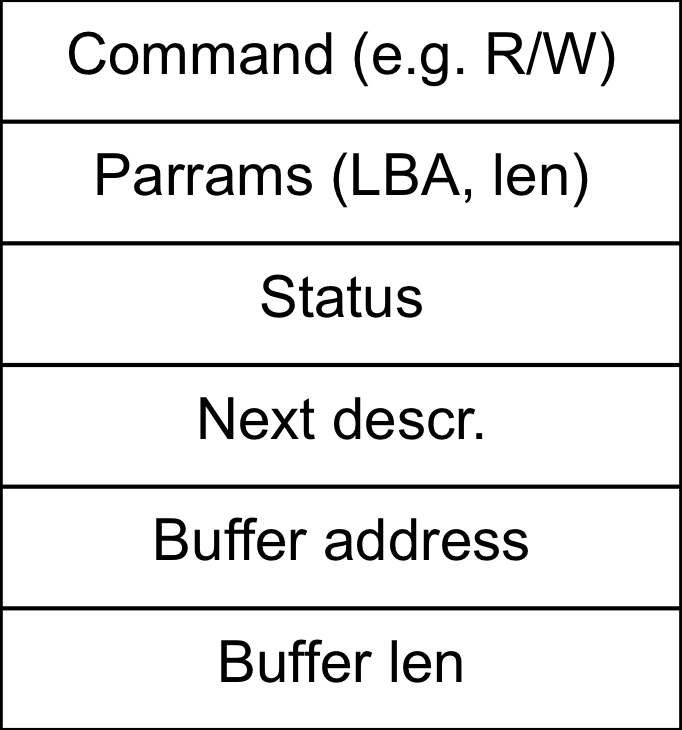 Command (e.g. R/W)
Parrams (LBA, len)
Status
Next descr.
Buffer address
Buffer len